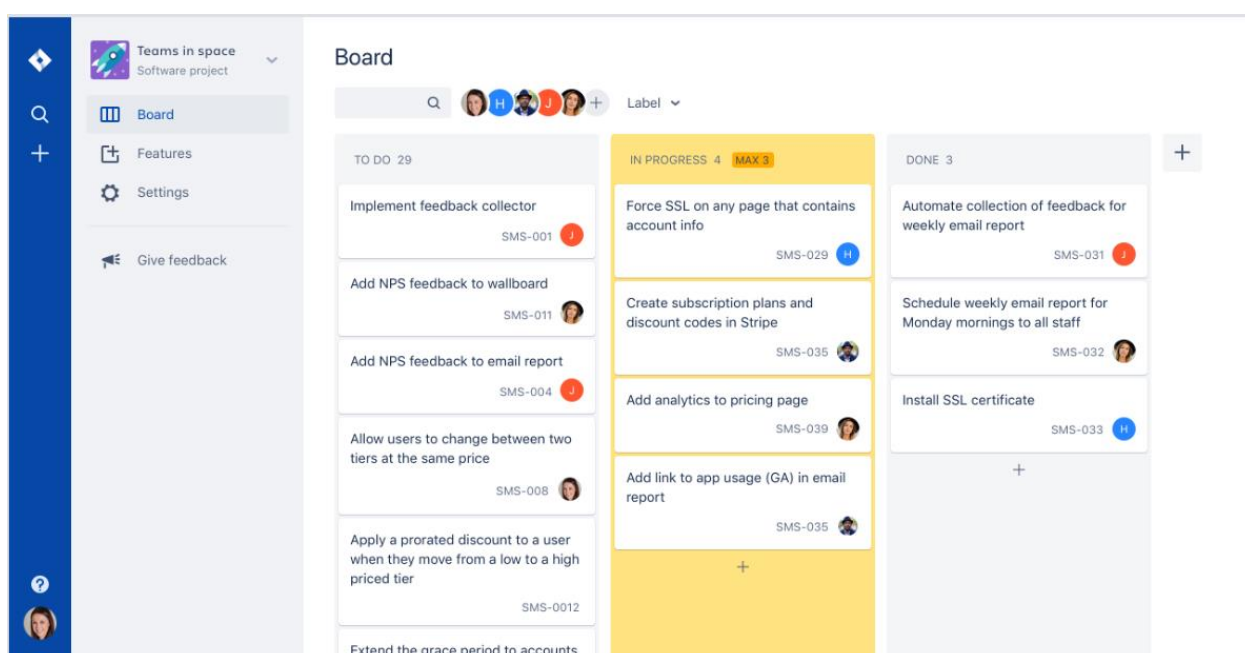 Teams in space
Software project
Board
Features
Settings
Give feedback
Board
H
J
Label
TO DO 29
Implement feedback collector
SMS-001 J
Add NPS feedback to wallboard
SMS-011
Add NPS feedback to email report
SMS-004 J
Allow users to change between two
tiers at the same price
SMS-008
Apply a prorated discount to a user
when they move from a low to a high
priced tier
SMS-0012
Extend the grace period to accounts
IN PROGRESS 4 MAX 3
Force SSL on any page that contains
account info
SMS-029 H
Create subscription plans and
discount codes in Stripe
SMS-035
Add analytics to pricing page
SMS-039
Add link to app usage (GA) in email
report
SMS-035
DONE 3
Automate collection of feedback for
weekly email report
SMS-031 J
Schedule weekly email report for
Monday mornings to all staff
SMS-032
Install SSL certificate
SMS-033 H